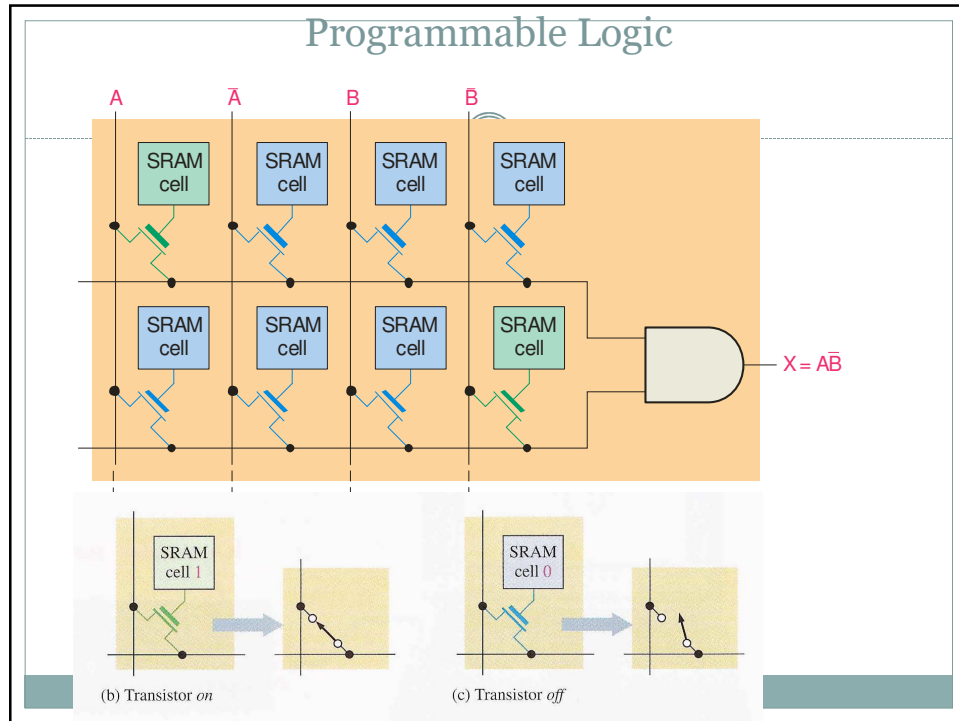 Programmable Logic
A A̅ B B̅
SRAM SRAM SRAM SRAM
cell cell cell cell
SRAM SRAM SRAM SRAM
cell cell cell cell
X = AB̅
SRAM
cell 1
SRAM
cell 0
(b) Transistor on
(c) Transistor off